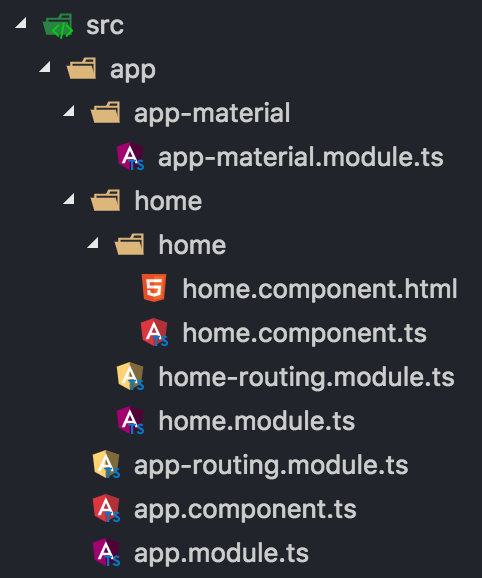 src
app
app-material
app-material.module.ts
home
home
home.component.html
home.component.ts
home-routing.module.ts
home.module.ts
app-routing.module.ts
app.component.ts
app.module.ts